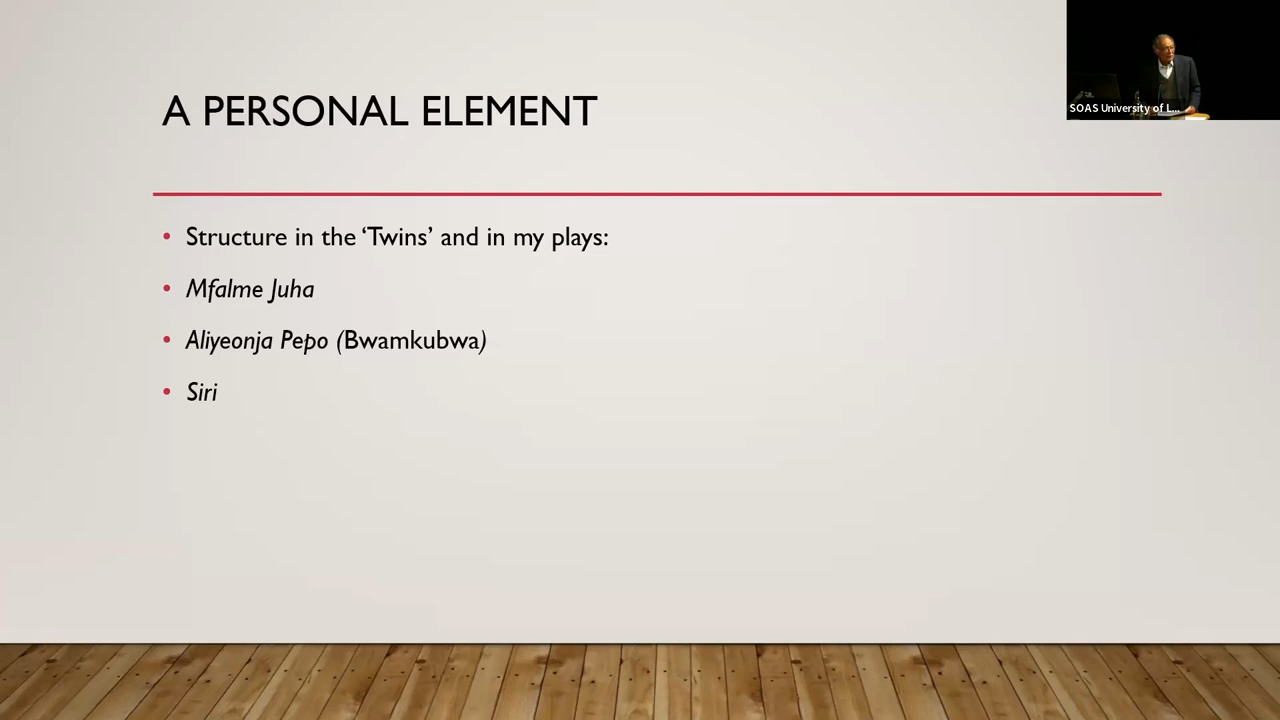 A PERSONAL ELEMENT
SOAS University of L...
• Structure in the ‘Twins’ and in my plays:
• Mfalme Juha
• Aliyeonja Pepo (Bwamkubwa)
• Siri